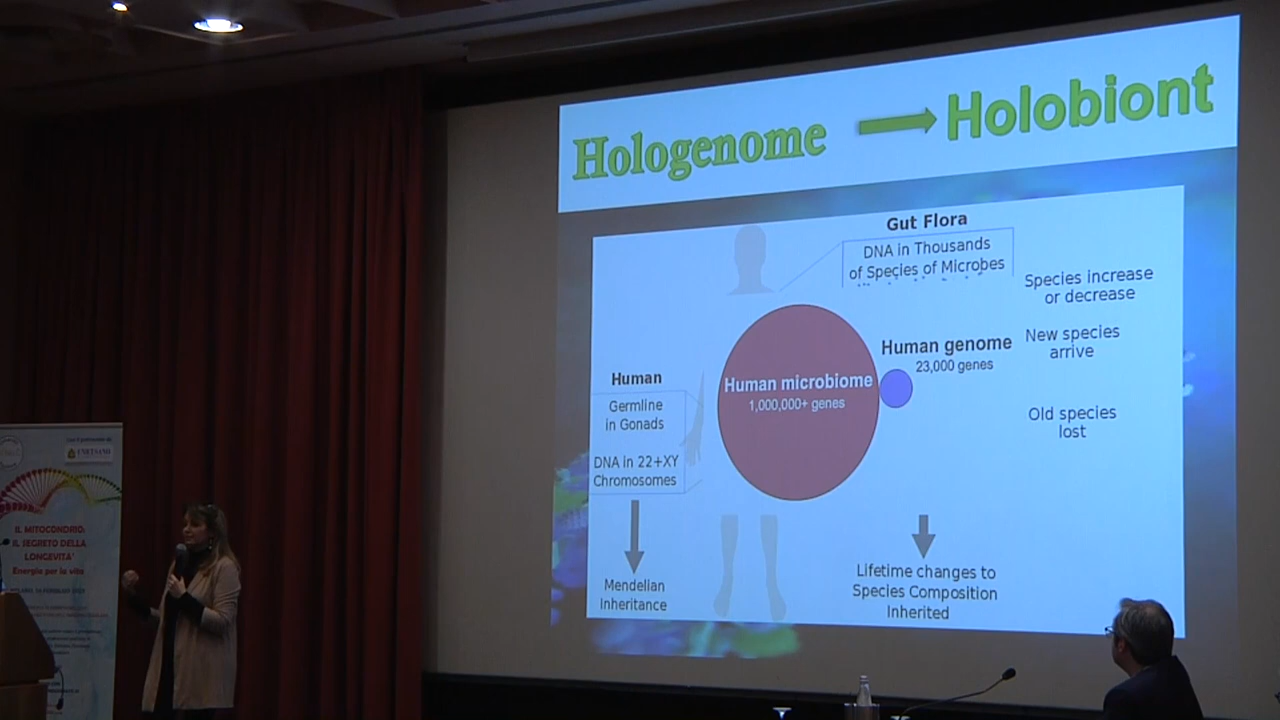 Hologenome
Holobiont
Gut Flora
DNA in Thousands
of Species of Microbes
Species increase
or decrease
New species
arrive
Old species
lost
Human genome
23,000 genes
Human microbiome
1,000,000+ genes
Human
Germline
in Gonads
DNA in 22+XY
Chromosomes
Mendelian
Inheritance
Lifetime changes to
Species Composition
Inherited
IL MITOCONDRIO:
IL SEGRETO DELLA
LONGEVITA'
Energia per la vita